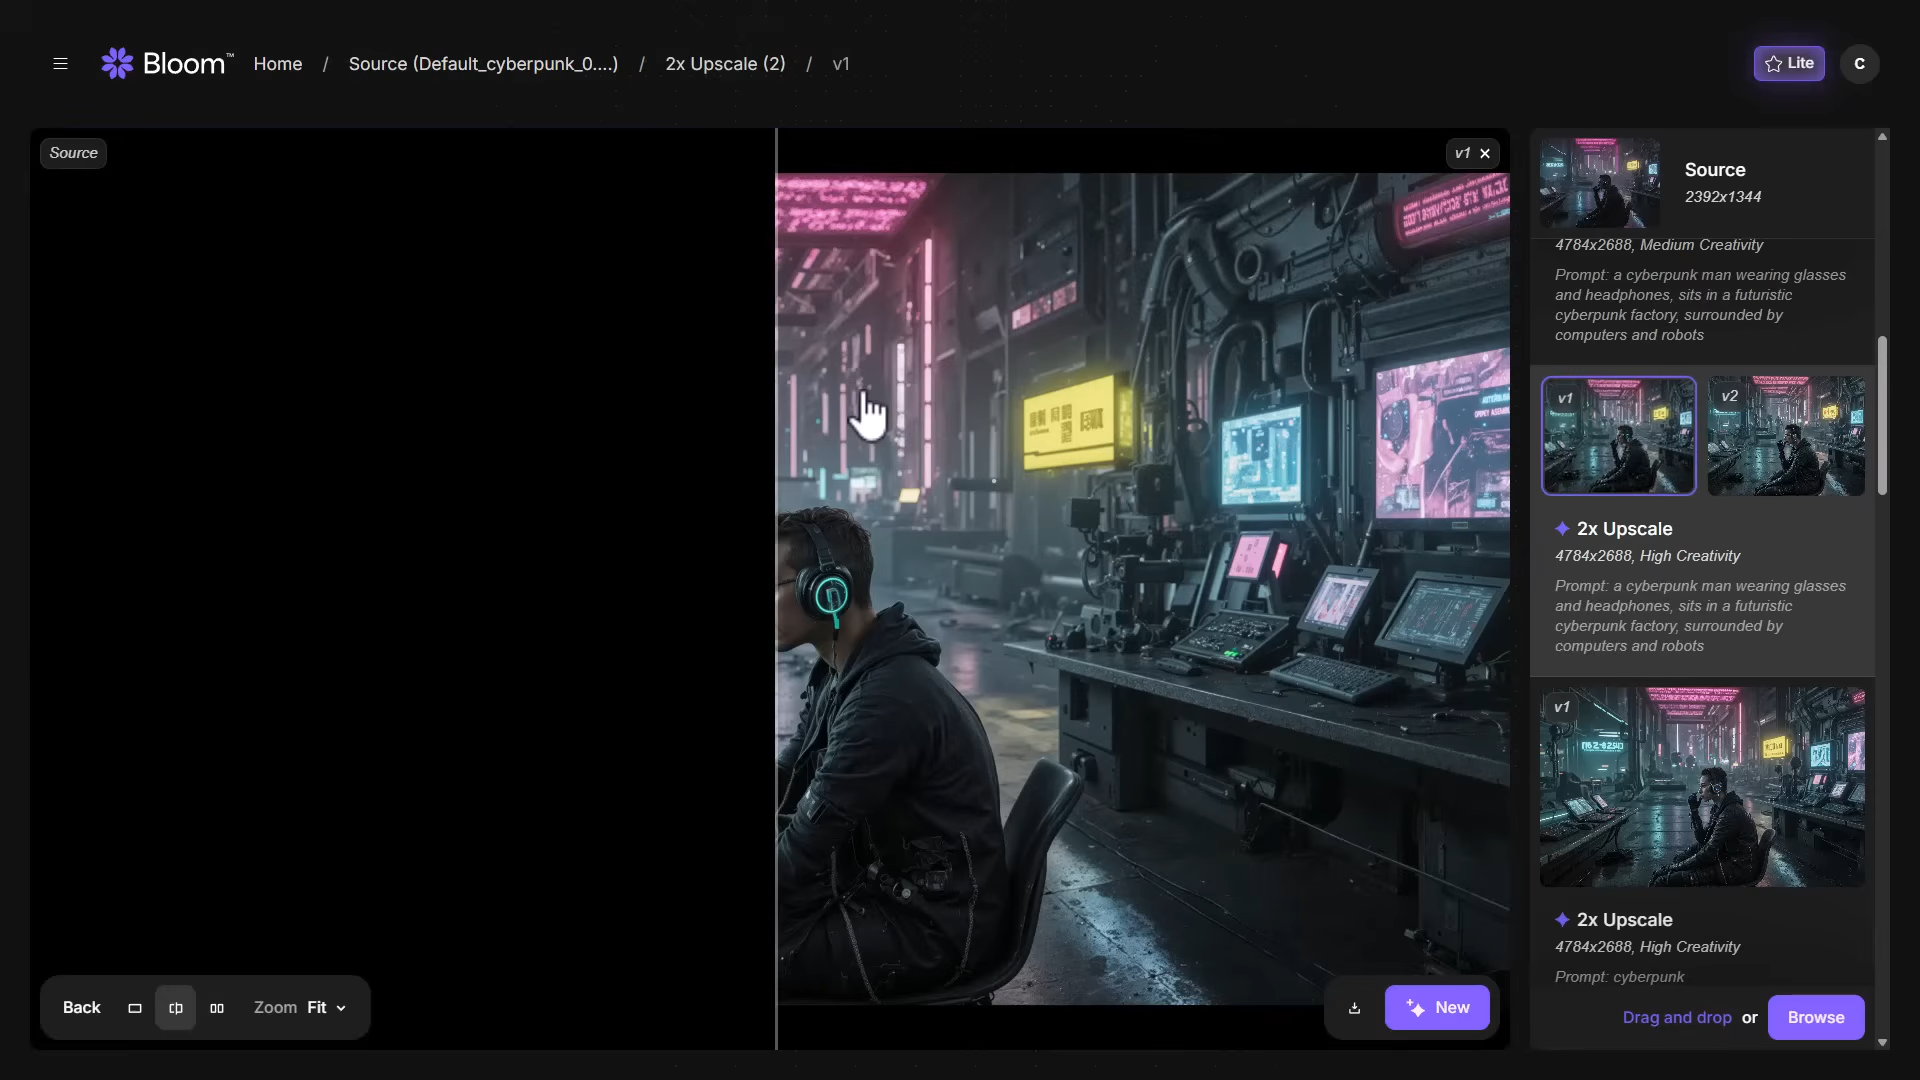 Bloom™
Home / Source (Default_cyberpunk_0....) / 2x Upscale (2) / v1
Lite
C
Source
v1
Source
2392x1344
4784x2688, Medium Creativity
Prompt: a cyberpunk man wearing glasses
and headphones, sits in a futuristic
cyberpunk factory, surrounded by
computers and robots
v1
v2
2x Upscale
4784x2688, High Creativity
Prompt: a cyberpunk man wearing glasses
and headphones, sits in a futuristic
cyberpunk factory, surrounded by
computers and robots
v1
2x Upscale
4784x2688, High Creativity
Prompt: cyberpunk
Back
Zoom Fit
New
Drag and drop or Browse